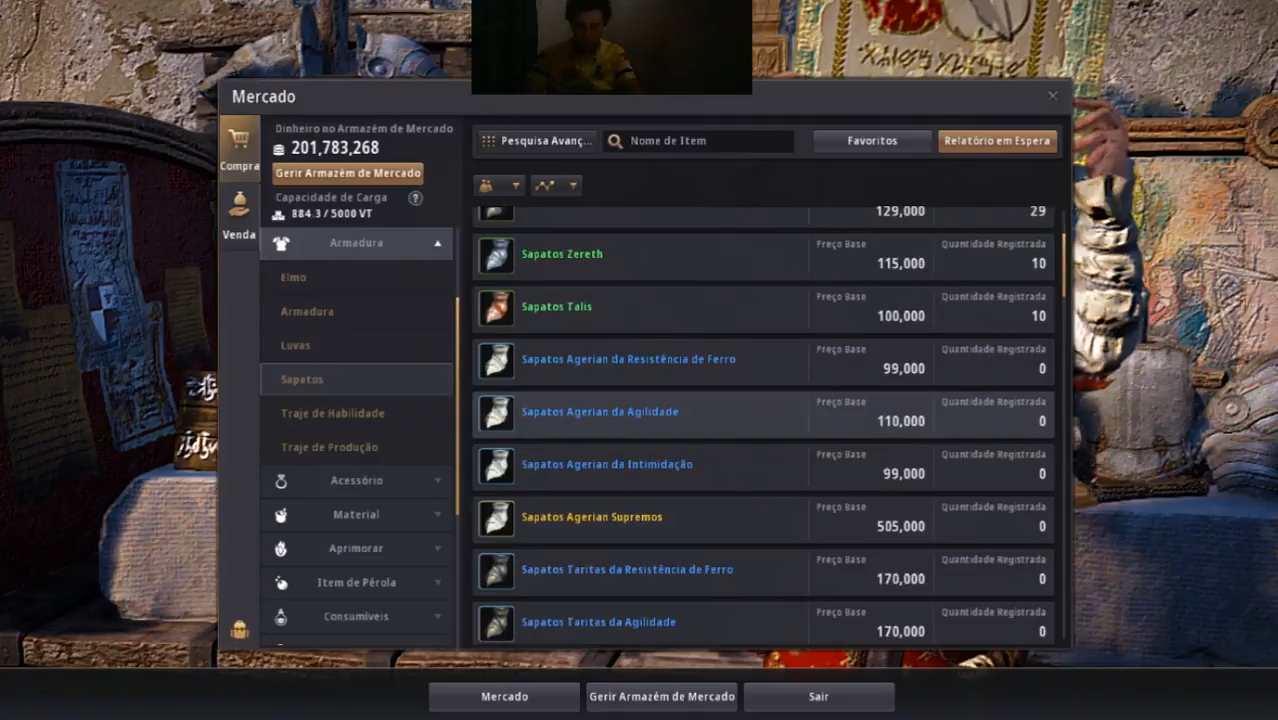 Mercado
Dinheiro no Armazém de Mercado
201,783,268
Gerir Armazém de Mercado
Capacidade de Carga ?
884.3 / 5000 VT
Compra
Venda
Pesquisa Avanç...
Nome de Item
Favoritos
Relatório em Espera
Armadura
Elmo
Armadura
Luvas
Sapatos
Traje de Habilidade
Traje de Produção
Acessório
Material
Aprimorar
Item de Pérola
Consumíveis
129,000 29
Sapatos Zereth Preço Base 115,000 Quantidade Registrada 10
Sapatos Talis Preço Base 100,000 Quantidade Registrada 10
Sapatos Agerian da Resistência de Ferro Preço Base 99,000 Quantidade Registrada 0
Sapatos Agerian da Agilidade Preço Base 110,000 Quantidade Registrada 0
Sapatos Agerian da Intimidação Preço Base 99,000 Quantidade Registrada 0
Sapatos Agerian Supremos Preço Base 505,000 Quantidade Registrada 0
Sapatos Taritas da Resistência de Ferro Preço Base 170,000 Quantidade Registrada 0
Sapatos Taritas da Agilidade Preço Base 170,000 Quantidade Registrada 0
Mercado
Gerir Armazém de Mercado
Sair